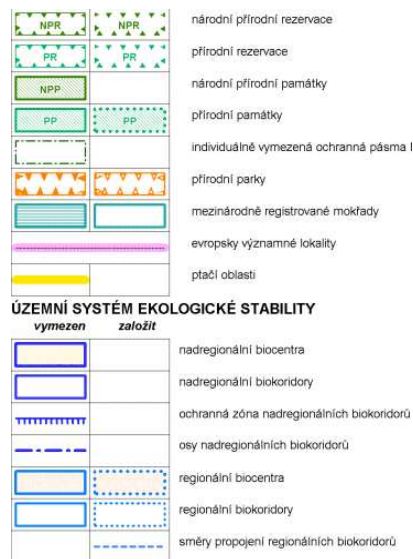 NPR NPR národní přírodní rezervace
PR PR přírodní rezervace
NPP národní přírodní památky
PP PP přírodní památky
individuálně vymezená ochranná pásma
přírodní parky
mezinárodně registrované mokřady
evropsky významné lokality
ptačí oblasti
ÚZEMNÍ SYSTÉM EKOLOGICKÉ STABILITY
vymezen založit
nadregionální biocentra
nadregionální biokoridory
ochranná zóna nadregionálních biokoridorů
osy nadregionálních biokoridorů
regionální biocentra
regionální biokoridory
směry propojení regionálních biokoridorů